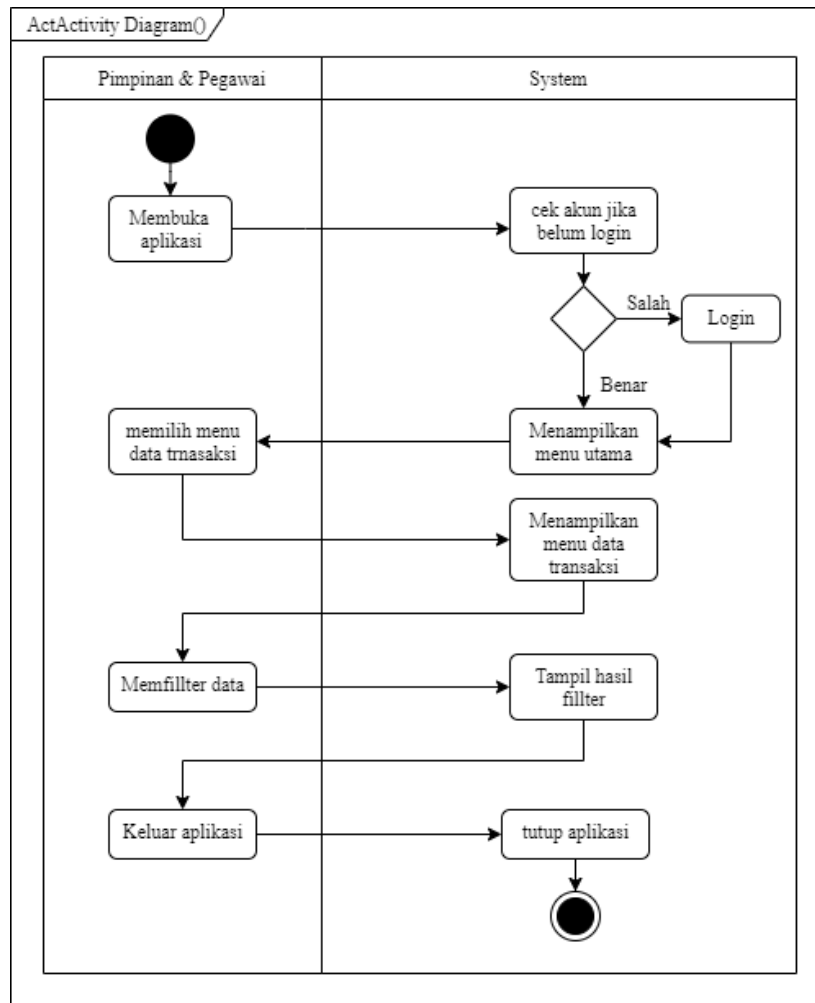 ActActivity Diagram()
Pimpinan & Pegawai
System
Membuka
aplikasi
cek akun jika
belum login
Salah
Login
Benar
memilih menu
data trnasaksi
Menampilkan
menu utama
Menampilkan
menu data
transaksi
Memfillter data
Tampil hasil
fillter
Keluar aplikasi
tutup aplikasi